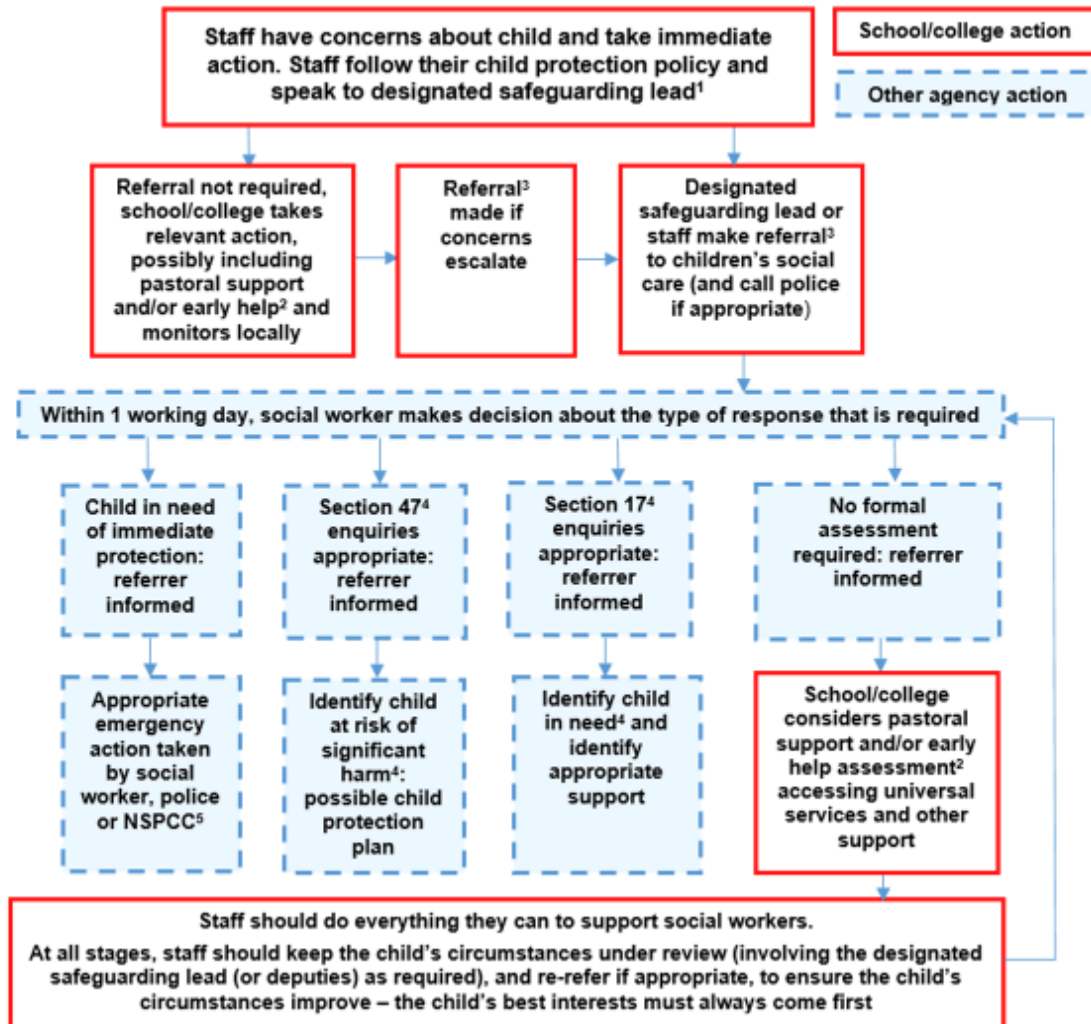 Staff have concerns about child and take immediate
action. Staff follow their child protection policy and
speak to designated safeguarding lead¹
School/college action
Other agency action
Referral not required,
school/college takes
relevant action,
possibly including
pastoral support
and/or early help² and
monitors locally
Referral³
made if
concerns
escalate
Designated
safeguarding lead or
staff make referral³
to children's social
care (and call police
if appropriate)
Within 1 working day, social worker makes decision about the type of response that is required
Child in need
of immediate
protection:
referrer
informed
Section 47⁴
enquiries
appropriate:
referrer
informed
Section 17⁴
enquiries
appropriate:
referrer
informed
No formal
assessment
required: referrer
informed
Appropriate
emergency
action taken
by social
worker, police
or NSPCC⁵
Identify child
at risk of
significant
harm⁴:
possible child
protection
plan
Identify child
in need⁴ and
identify
appropriate
support
School/college
considers pastoral
support and/or early
help assessment²
accessing universal
services and other
support
Staff should do everything they can to support social workers.
At all stages, staff should keep the child's circumstances under review (involving the designated
safeguarding lead (or deputies) as required), and re-refer if appropriate, to ensure the child's
circumstances improve – the child's best interests must always come first